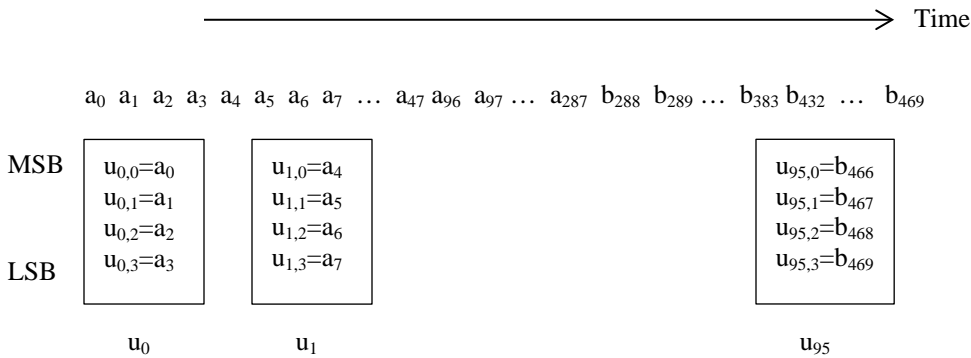 Time
a₀ a₁ a₂ a₃ a₄ a₅ a₆ a₇ … a₄₇ a₉₆ a₉₇ … a₂₈₇ b₂₈₈ b₂₈₉ … b₃₈₃ b₄₃₂ … b₄₆₉
MSB u₀,₀=a₀ u₁,₀=a₄ u₉₅,₀=b₄₆₆
u₀,₁=a₁ u₁,₁=a₅ u₉₅,₁=b₄₆₇
u₀,₂=a₂ u₁,₂=a₆ u₉₅,₂=b₄₆₈
LSB u₀,₃=a₃ u₁,₃=a₇ u₉₅,₃=b₄₆₉
u₀ u₁ u₉₅